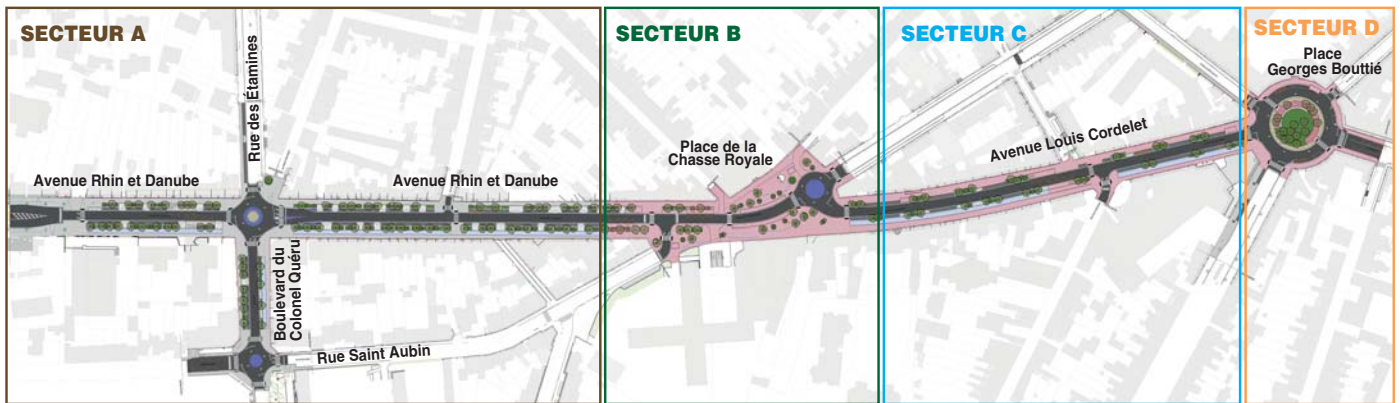 SECTEUR A
Rue des Étamines
Avenue Rhin et Danube
Avenue Rhin et Danube
Boulevard du
Colonel Quéru
Rue Saint Aubin
SECTEUR B
Place de la
Chasse Royale
SECTEUR C
Avenue Louis Cordelet
SECTEUR D
Place
Georges Bouttié